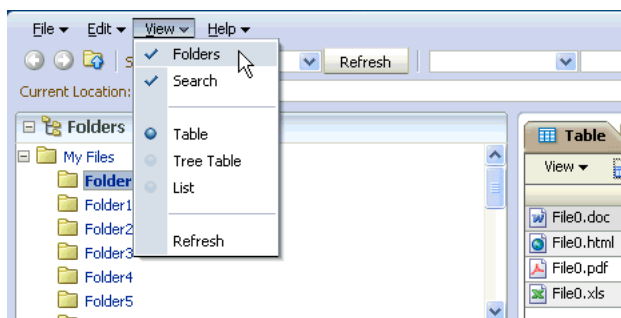 File Edit View Help
Folders
Refresh
Search
Current Location:
Folders
Table
Tree Table
List
Refresh
My Files
Folder
Folder1
Folder2
Folder3
Folder4
Folder5
Table
View
File0.doc
File0.html
File0.pdf
File0.xls